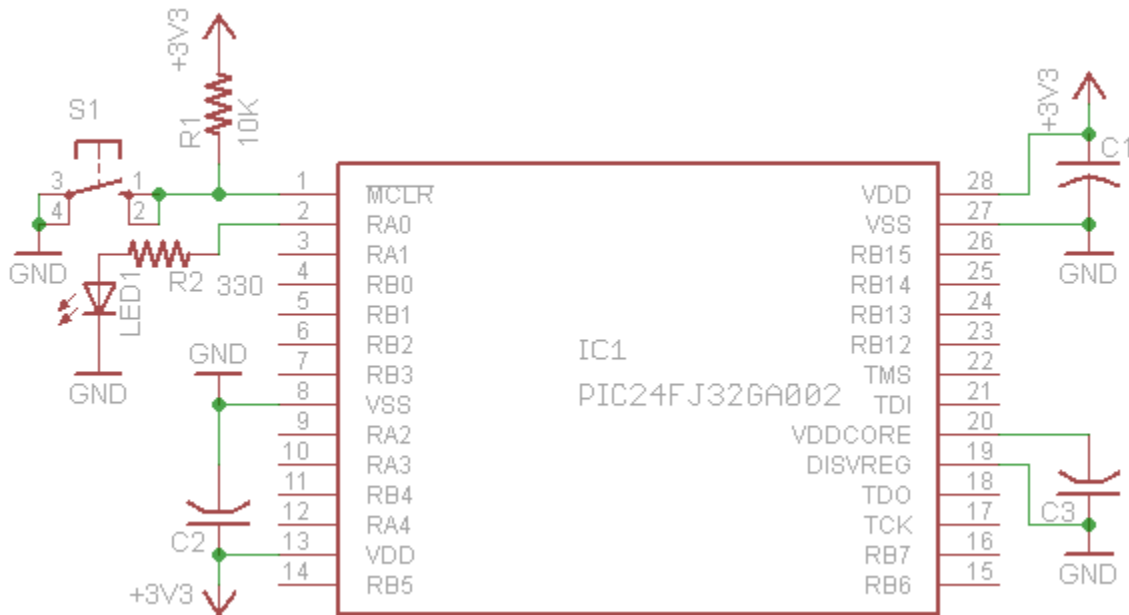 +3V3
S1
R1
10K
3
1
4
2
GND
R2
330
LED1
GND
GND
C2
+3V3
1
2
3
4
5
6
7
8
9
10
11
12
13
14
MCLR
RA0
RA1
RB0
RB1
RB2
RB3
VSS
RA2
RA3
RB4
RA4
VDD
RB5
IC1
PIC24FJ32GA002
VDD
VSS
RB15
RB14
RB13
RB12
TMS
TDI
VDDCORE
DISVREG
TDO
TCK
RB7
RB6
28
27
26
25
24
23
22
21
20
19
18
17
16
15
+3V3
C1
GND
C3
GND